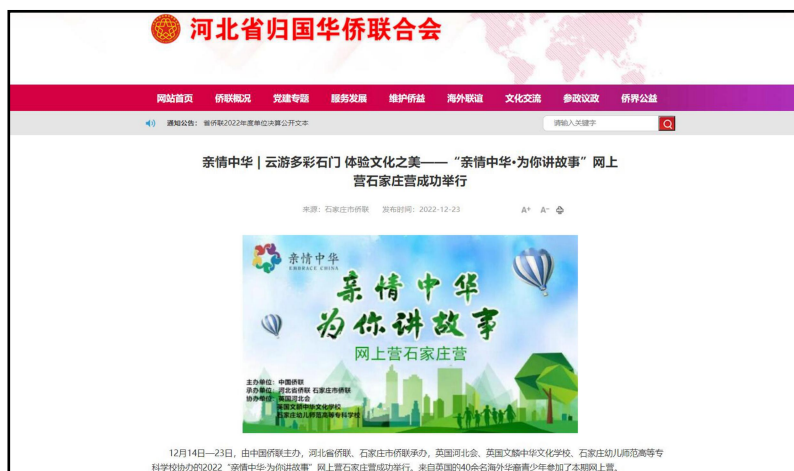 河北省归国华侨联合会
网站首页 侨联概况 党建专题 服务发展 维护侨益 海外联谊 文化交流 参政议政 侨界公益
通知公告: 省侨联2022年度单位决算公开文本 请输入关键字
亲情中华 | 云游多彩石门 体验文化之美——“亲情中华•为你讲故事”网上
营石家庄营成功举行
来源: 石家庄市侨联 发布时间: 2022-12-23 A+ A-
亲情中华
EMBRACE CHINA
亲情中华
为你讲故事
网上营石家庄营
主办单位: 中国侨联
承办单位: 河北省侨联 石家庄市侨联
协办单位: 英国河北会
英国文麟中华文化学校
石家庄幼儿师范高等专科学校
12月14日—23日,由中国侨联主办,河北省侨联、石家庄市侨联承办,英国河北会、英国文麟中华文化学校、石家庄幼儿师范高等专
科学校协办的2022“亲情中华·为你讲故事”网上营石家庄营成功举行。来自英国的40余名海外华裔青少年参加了本期网上营。